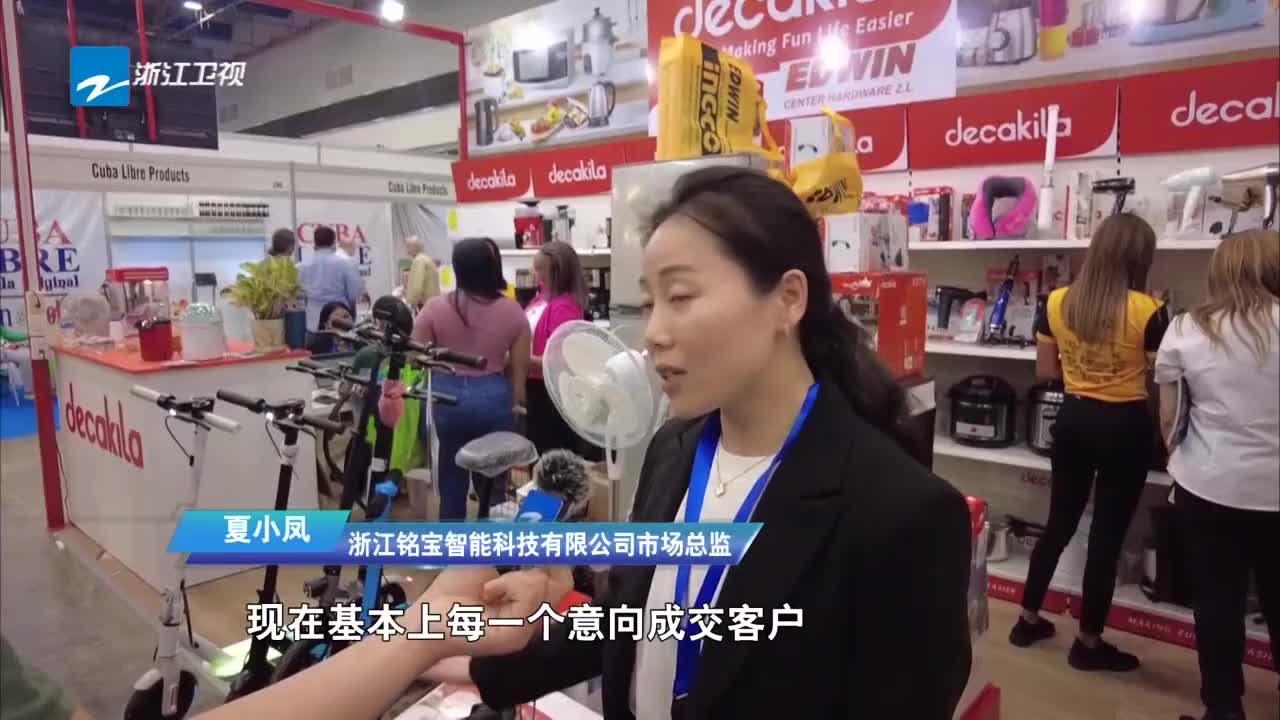 浙江卫视
decakila
Making Fun Life Easier
EDWIN
CENTER HARDWARE Z.L.
EDWIN
ingco
decakila
decakila
decakila
decakila
Cuba Libre Products
Cuba Libre Products
CUBA
decakila
decakila
夏小凤
浙江铭宝智能科技有限公司市场总监
现在基本上每一个意向成交客户